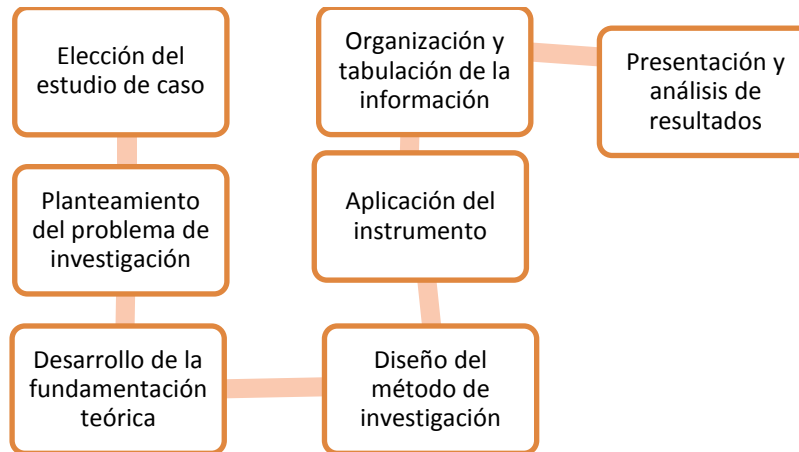 Elección del
estudio de caso
Planteamiento
del problema de
investigación
Desarrollo de la
fundamentación
teórica
Diseño del
método de
investigación
Aplicación del
instrumento
Organización y
tabulación de la
información
Presentación y
análisis de
resultados